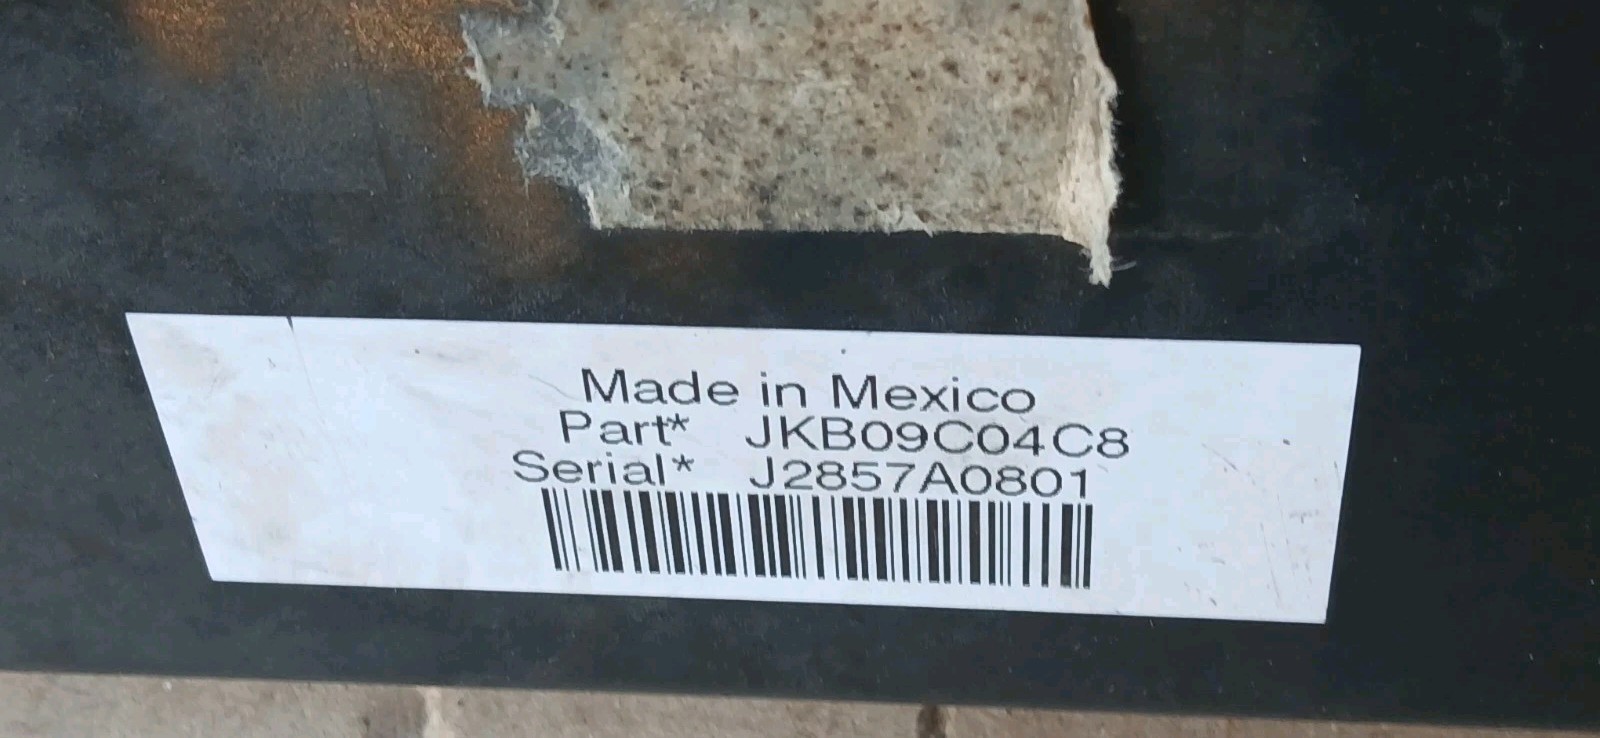 Made in Mexico
Part* JKB09C04C8
Serial* J2857A0801